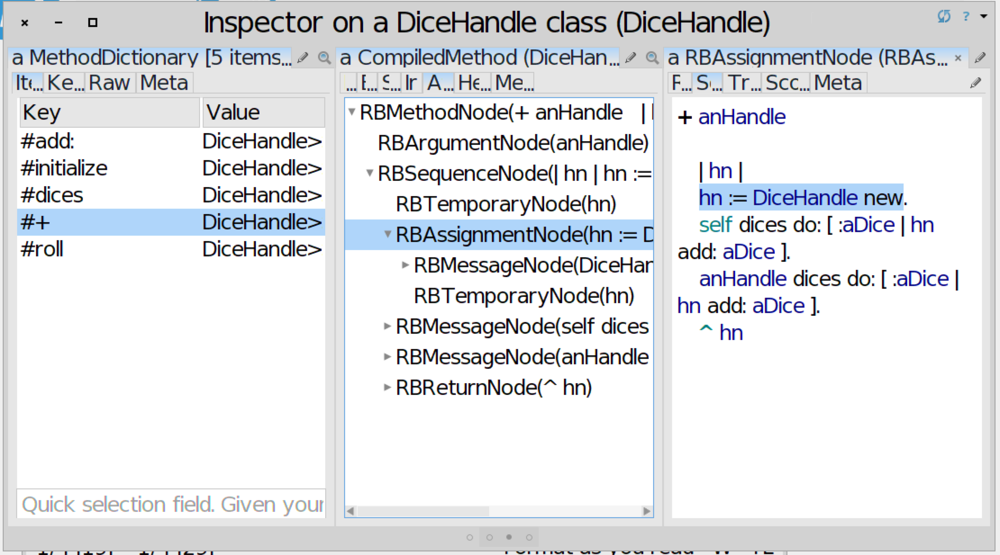 Inspector on a DiceHandle class (DiceHandle)
?
a MethodDictionary [5 items...
Ite... Ke... Raw Meta
Key Value
#add: DiceHandle>
#initialize DiceHandle>
#dices DiceHandle>
#+ DiceHandle>
#roll DiceHandle>
Quick selection field. Given your
a CompiledMethod (DiceHan...
... E... S... Ir A... He... Me...
RBMethodNode(+ anHandle |
RBArgumentNode(anHandle)
RBSequenceNode(| hn | hn :=
RBTemporaryNode(hn)
RBAssignmentNode(hn := D
RBMessageNode(DiceHan
RBTemporaryNode(hn)
RBMessageNode(self dices
RBMessageNode(anHandle
RBReturnNode(^ hn)
a RBAssignmentNode (RBAs...
R... So... Tr... Sco... Meta
+ anHandle
| hn |
hn := DiceHandle new.
self dices do: [ :aDice | hn
add: aDice ].
anHandle dices do: [ :aDice |
hn add: aDice ].
^ hn